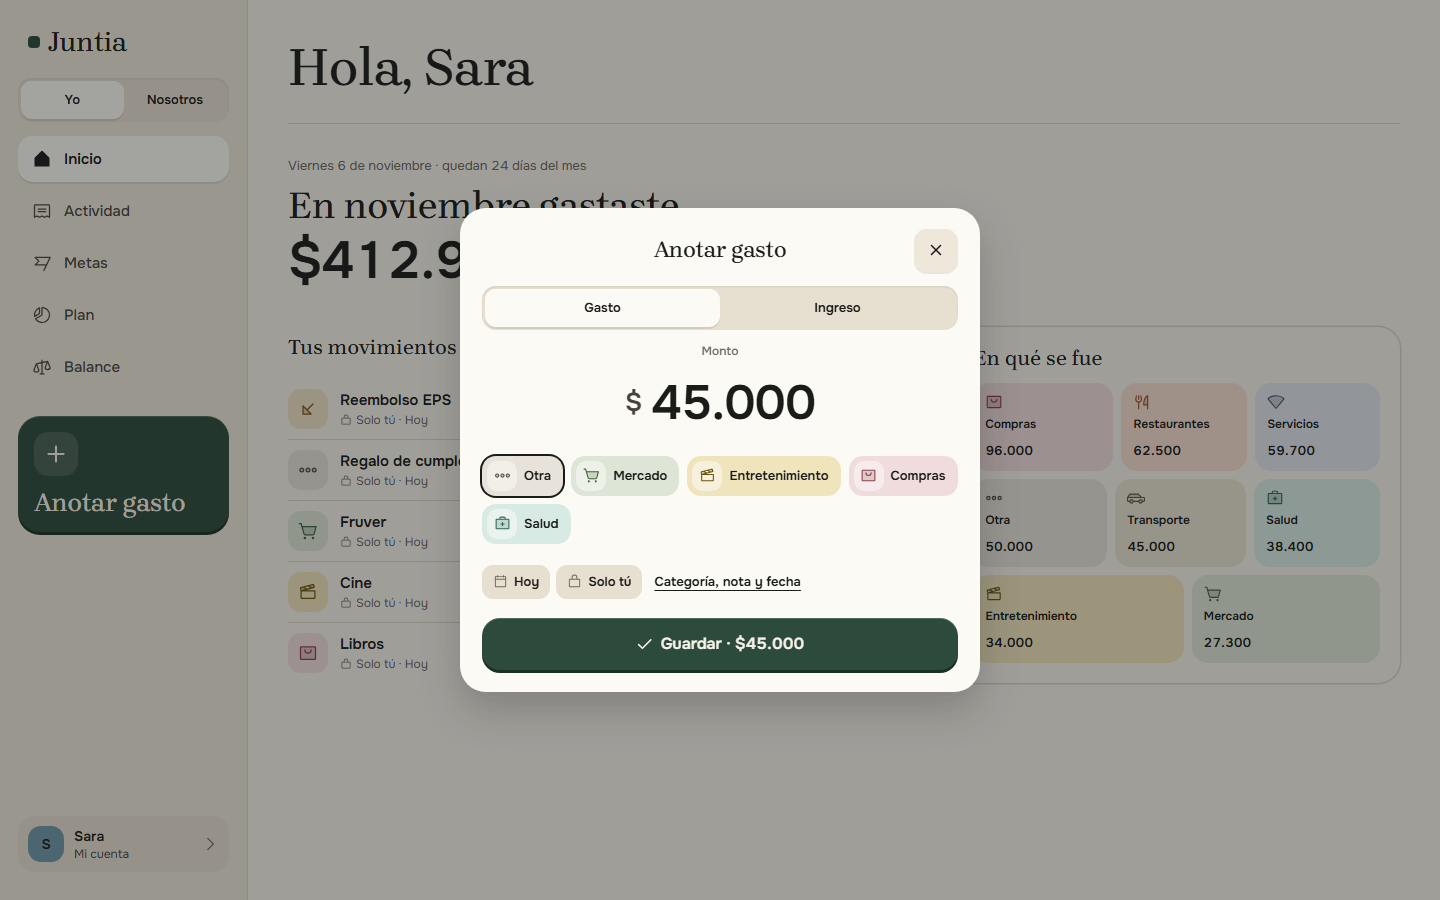 Juntia
Yo
Nosotros
Inicio
Actividad
Metas
Plan
Balance
Anotar gasto
Sara
Mi cuenta
S
Hola, Sara
Viernes 6 de noviembre · quedan 24 días del mes
En noviembre gastaste
$412.9
Tus movimientos
Reembolso EPS
Solo tú · Hoy
Regalo de cumple
Solo tú · Hoy
Fruver
Solo tú · Hoy
Cine
Solo tú · Hoy
Libros
Solo tú · Hoy
Anotar gasto
Gasto
Ingreso
Monto
$ 45.000
Otra
Mercado
Entretenimiento
Compras
Salud
Hoy
Solo tú
Categoría, nota y fecha
Guardar · $45.000
En qué se fue
Compras
96.000
Restaurantes
62.500
Servicios
59.700
Otra
50.000
Transporte
45.000
Salud
38.400
Entretenimiento
34.000
Mercado
27.300